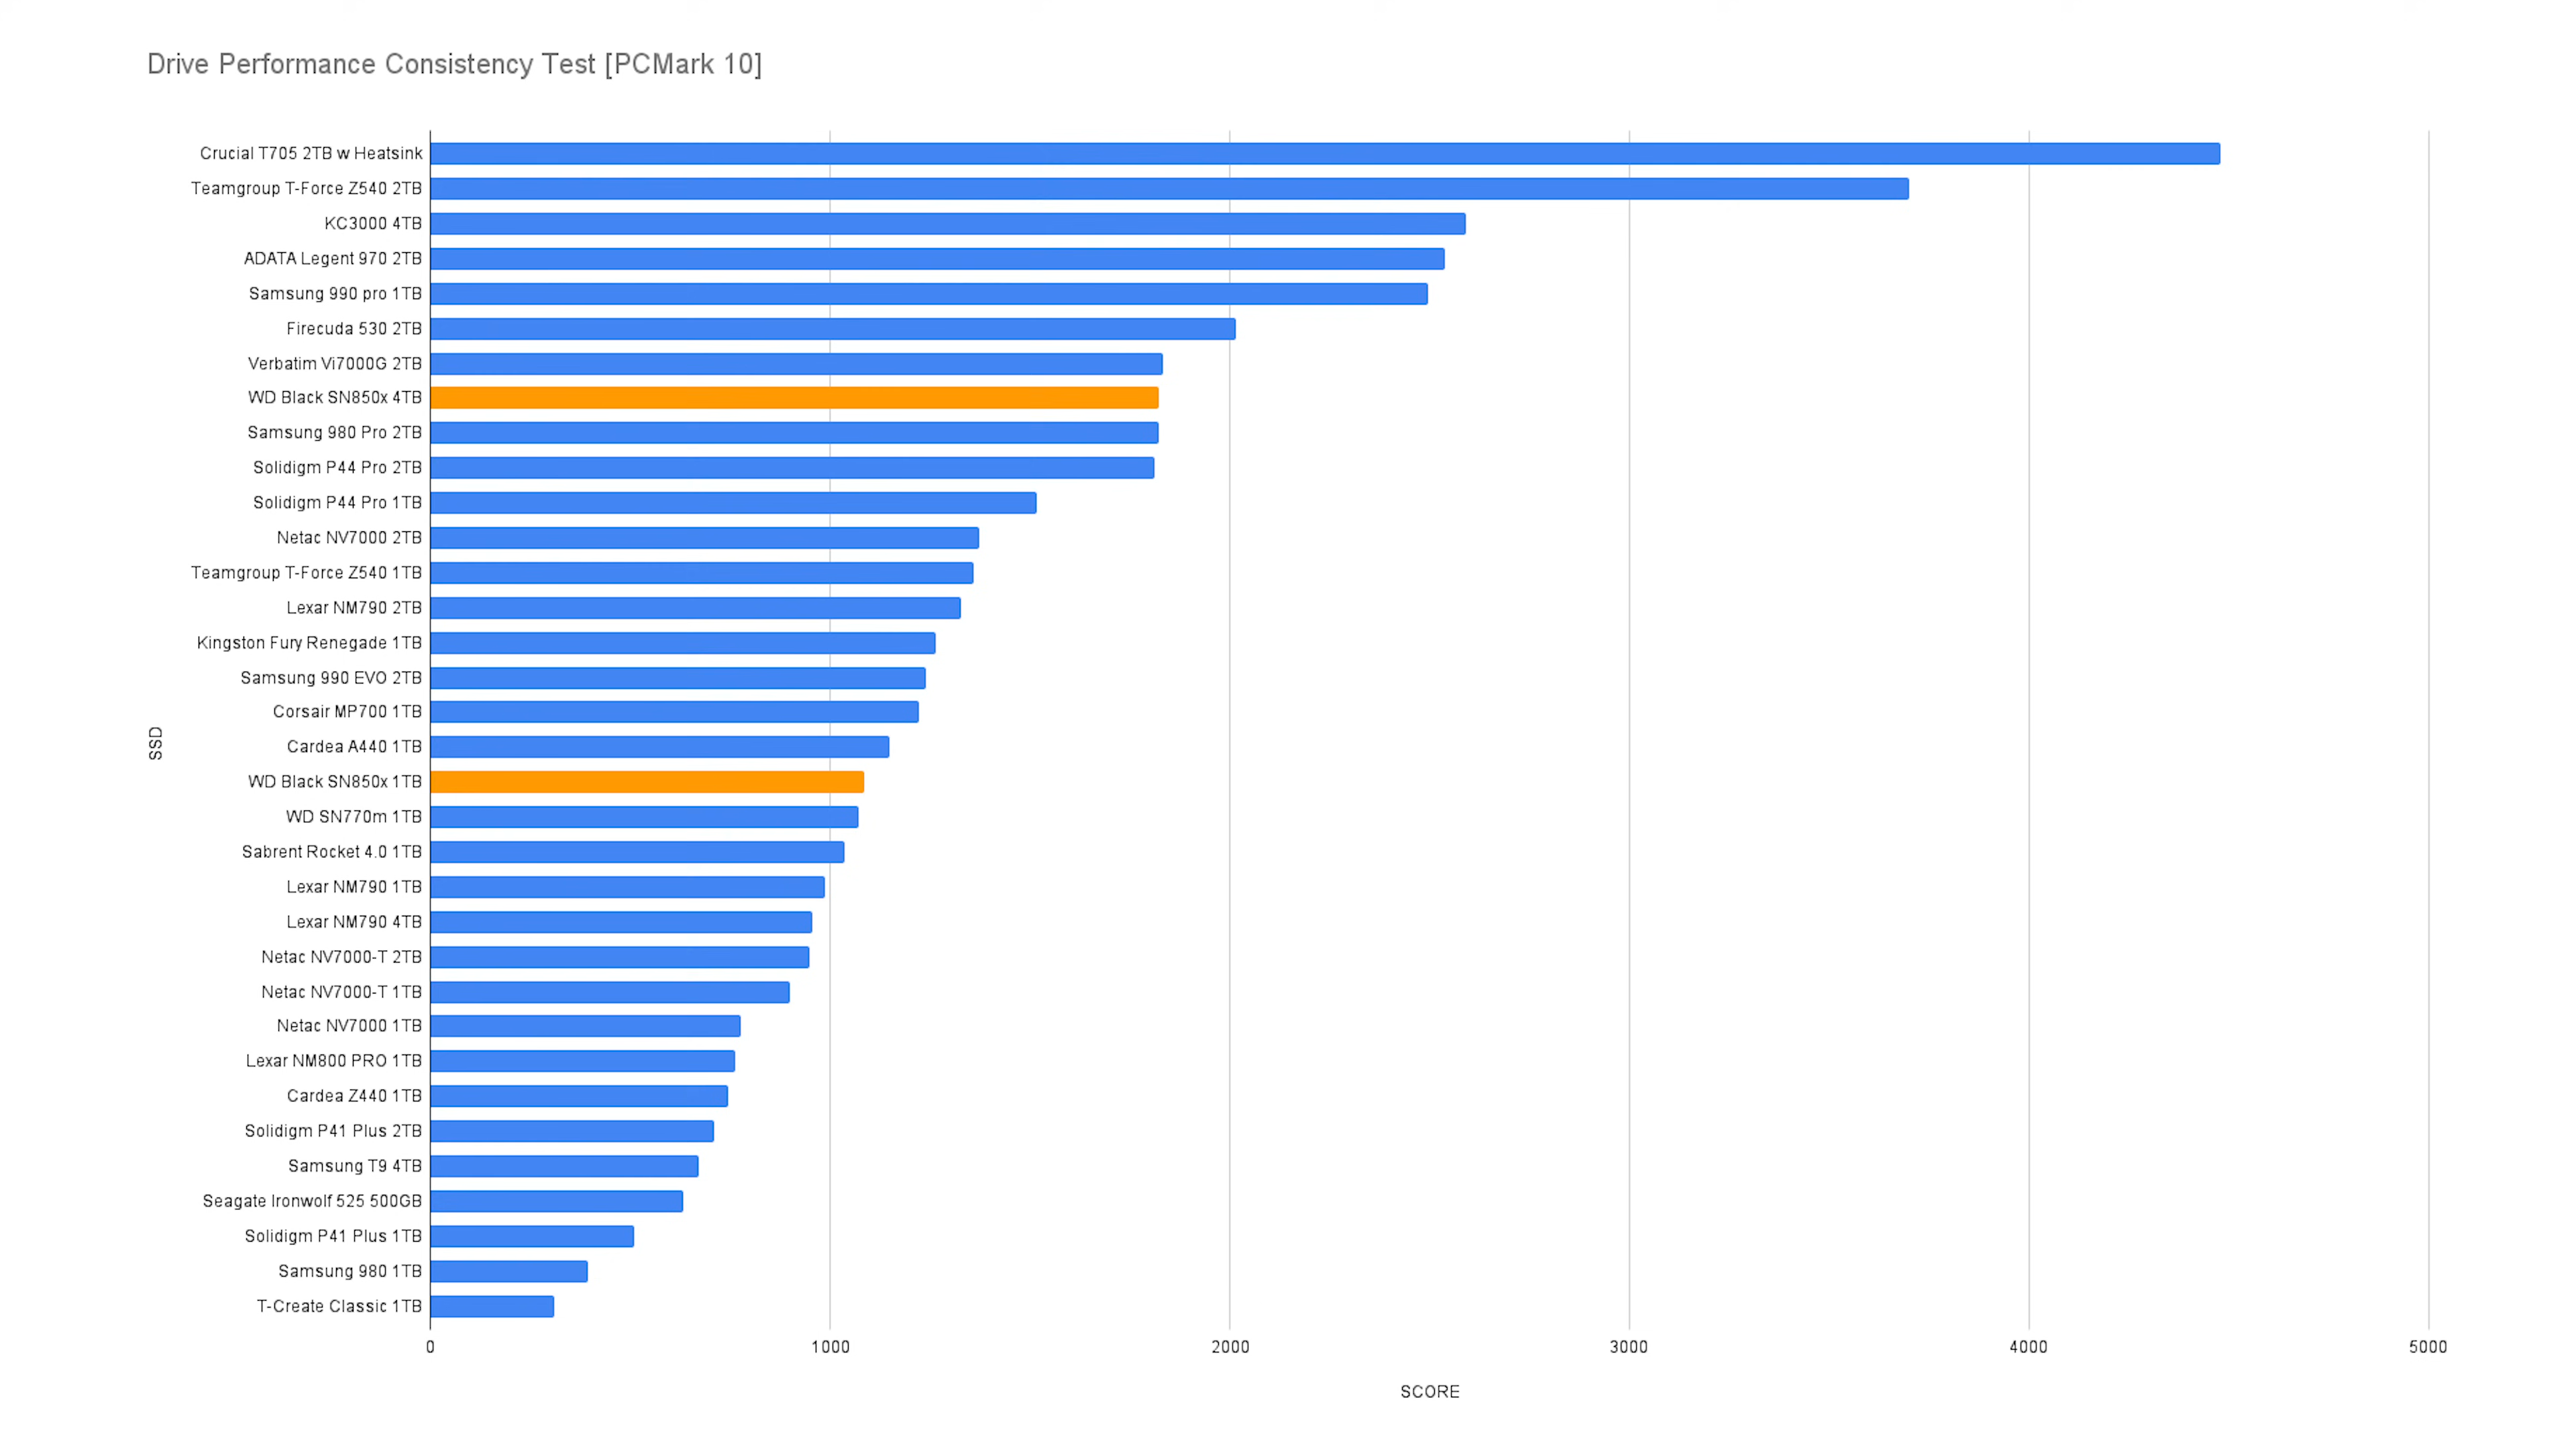 Drive Performance Consistency Test [PCMark 10]
Crucial T705 2TB w Heatsink
Teamgroup T-Force Z540 2TB
KC3000 4TB
ADATA Legent 970 2TB
Samsung 990 pro 1TB
Firecuda 530 2TB
Verbatim Vi7000G 2TB
WD Black SN850x 4TB
Samsung 980 Pro 2TB
Solidigm P44 Pro 2TB
Solidigm P44 Pro 1TB
Netac NV7000 2TB
Teamgroup T-Force Z540 1TB
Lexar NM790 2TB
Kingston Fury Renegade 1TB
Samsung 990 EVO 2TB
Corsair MP700 1TB
Cardea A440 1TB
WD Black SN850x 1TB
WD SN770m 1TB
Sabrent Rocket 4.0 1TB
Lexar NM790 1TB
Lexar NM790 4TB
Netac NV7000-T 2TB
Netac NV7000-T 1TB
Netac NV7000 1TB
Lexar NM800 PRO 1TB
Cardea Z440 1TB
Solidigm P41 Plus 2TB
Samsung T9 4TB
Seagate Ironwolf 525 500GB
Solidigm P41 Plus 1TB
Samsung 980 1TB
T-Create Classic 1TB
SSD
0 1000 2000 3000 4000 5000
SCORE